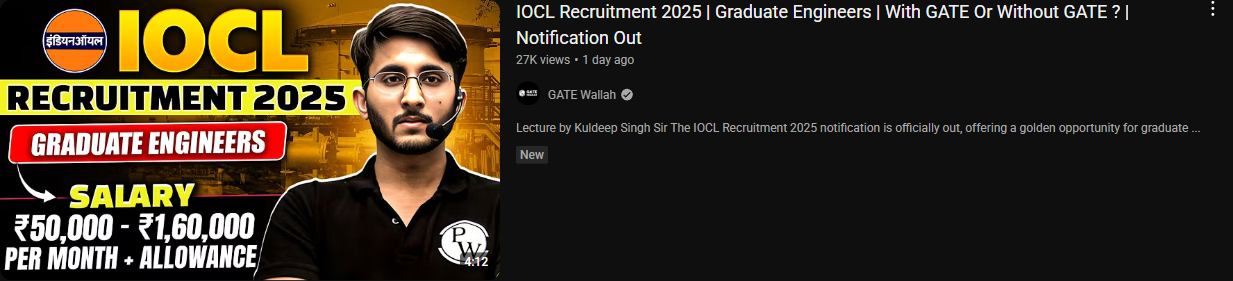 इंडियनऑयल
IOCL
RECRUITMENT 2025
GRADUATE ENGINEERS
SALARY
₹50,000 - ₹1,60,000
PER MONTH + ALLOWANCE
PW
4:12
IOCL Recruitment 2025 | Graduate Engineers | With GATE Or Without GATE ? |
Notification Out
27K views • 1 day ago
GATE Wallah
Lecture by Kuldeep Singh Sir The IOCL Recruitment 2025 notification is officially out, offering a golden opportunity for graduate ...
New